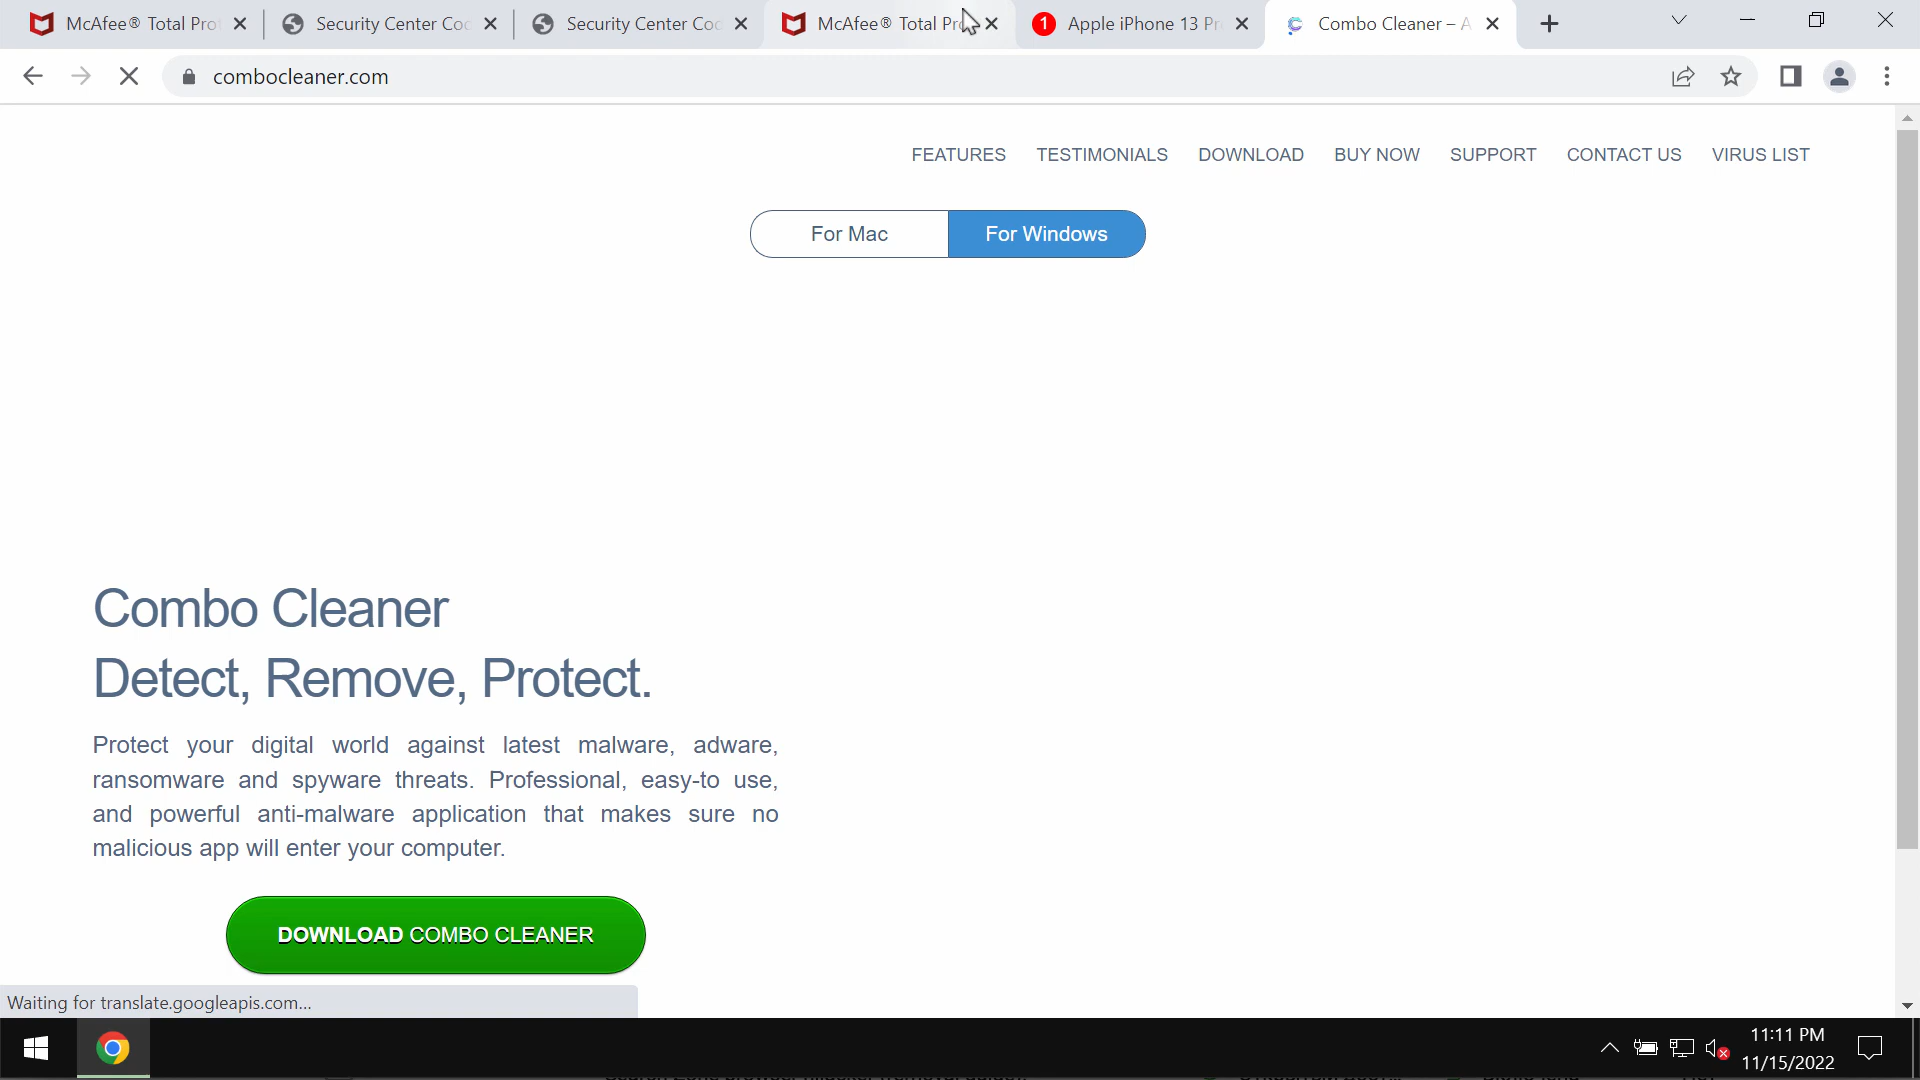 McAfee® Total Pro
Security Center Co
Security Center Co
McAfee® Total Pr
1
Apple iPhone 13 Pr
Combo Cleaner – A
combocleaner.com
FEATURES TESTIMONIALS DOWNLOAD BUY NOW SUPPORT CONTACT US VIRUS LIST
For Mac For Windows
Combo Cleaner
Detect, Remove, Protect.
Protect your digital world against latest malware, adware,
ransomware and spyware threats. Professional, easy-to use,
and powerful anti-malware application that makes sure no
malicious app will enter your computer.
DOWNLOAD COMBO CLEANER
Waiting for translate.googleapis.com...
11:11 PM
11/15/2022